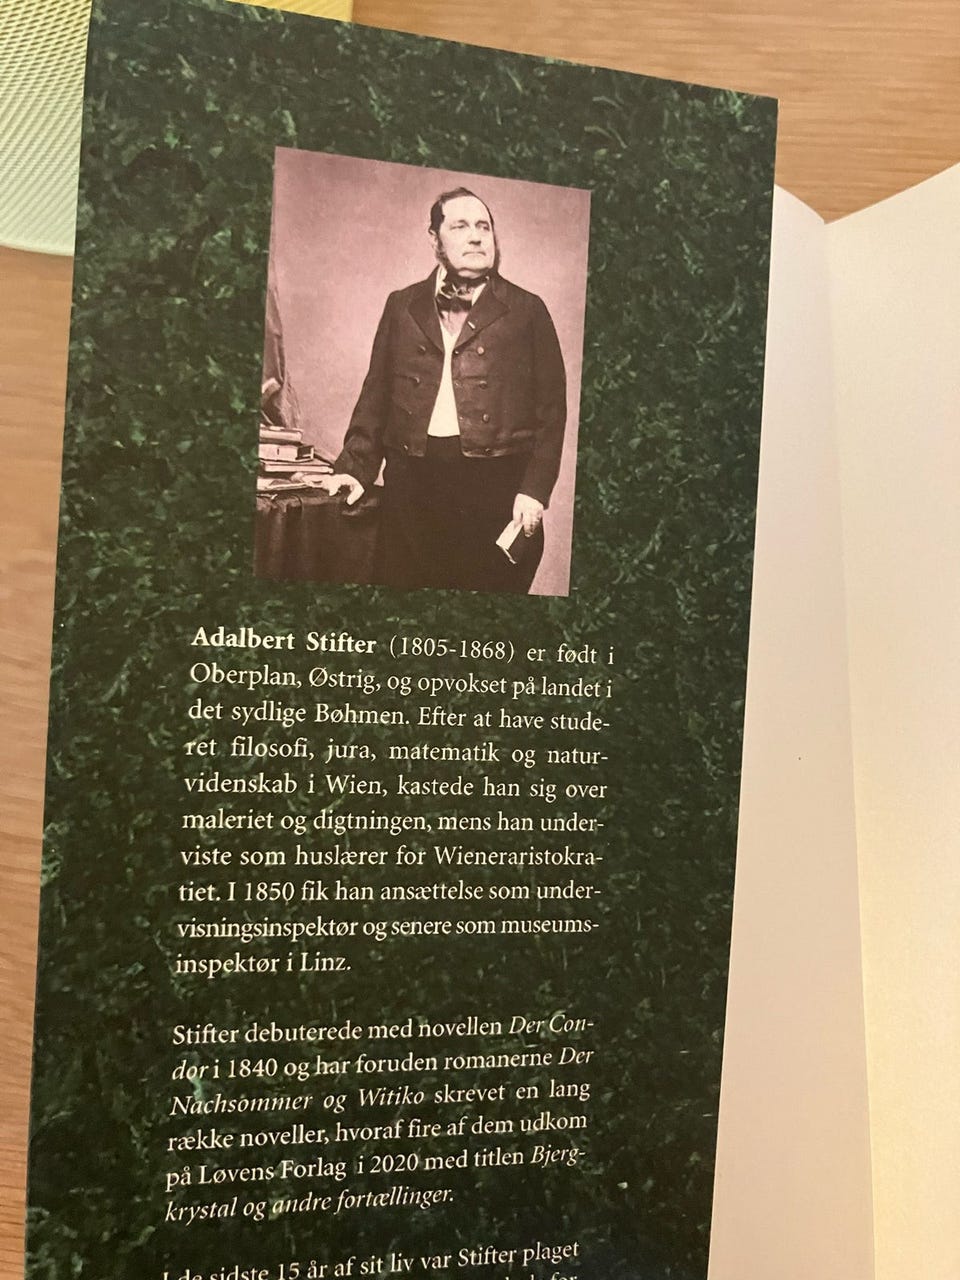 Adalbert Stifter (1805-1868) er født i
Oberplan, Østrig, og opvokset på landet i
det sydlige Bøhmen. Efter at have stude-
ret filosofi, jura, matematik og natur-
videnskab i Wien, kastede han sig over
maleriet og digtningen, mens han under-
viste som huslærer for Wieneraristokra-
tiet. I 1850 fik han ansættelse som under-
visningsinspektør og senere som museums-
inspektør i Linz.
Stifter debuterede med novellen Der Con-
dor i 1840 og har foruden romanerne Der
Nachsommer og Witiko skrevet en lang
række noveller, hvoraf fire af dem udkom
på Løvens Forlag i 2020 med titlen Bjerg-
krystal og andre fortællinger.
I de sidste 15 år af sit liv var Stifter plaget